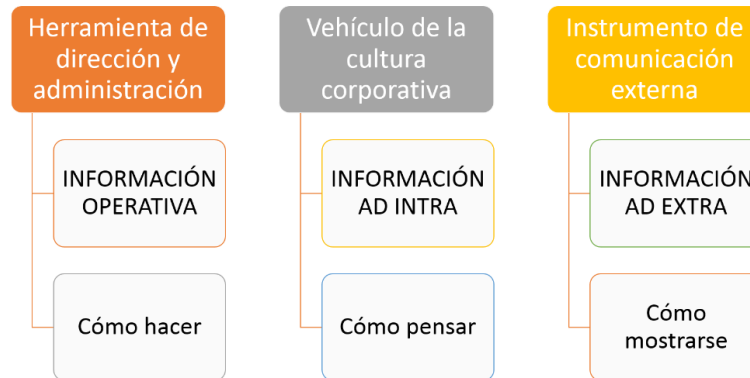 Herramienta de
dirección y
administración
INFORMACIÓN
OPERATIVA
Cómo hacer
Vehículo de la
cultura
corporativa
INFORMACIÓN
AD INTRA
Cómo pensar
Instrumento de
comunicación
externa
INFORMACIÓN
AD EXTRA
Cómo
mostrarse